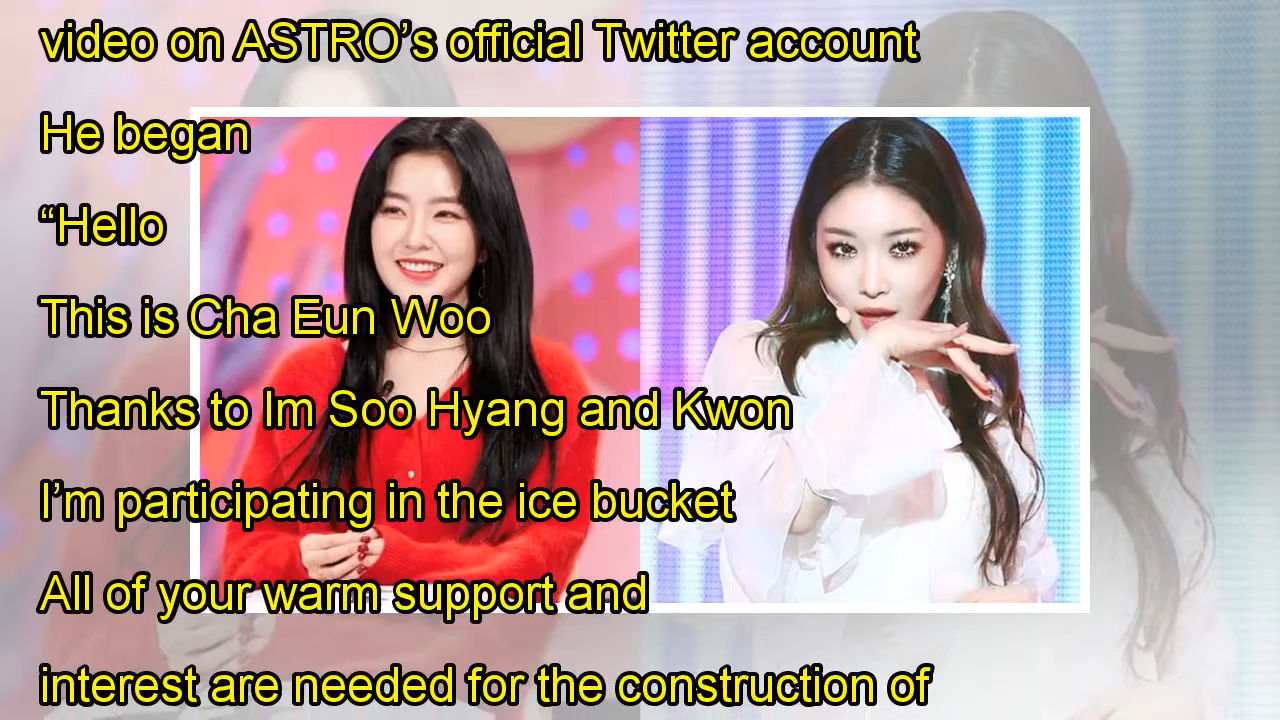 video on ASTRO’s official Twitter account
He began
“Hello
This is Cha Eun Woo
Thanks to Im Soo Hyang and Kwon
I’m participating in the ice bucket
All of your warm support and
interest are needed for the construction of